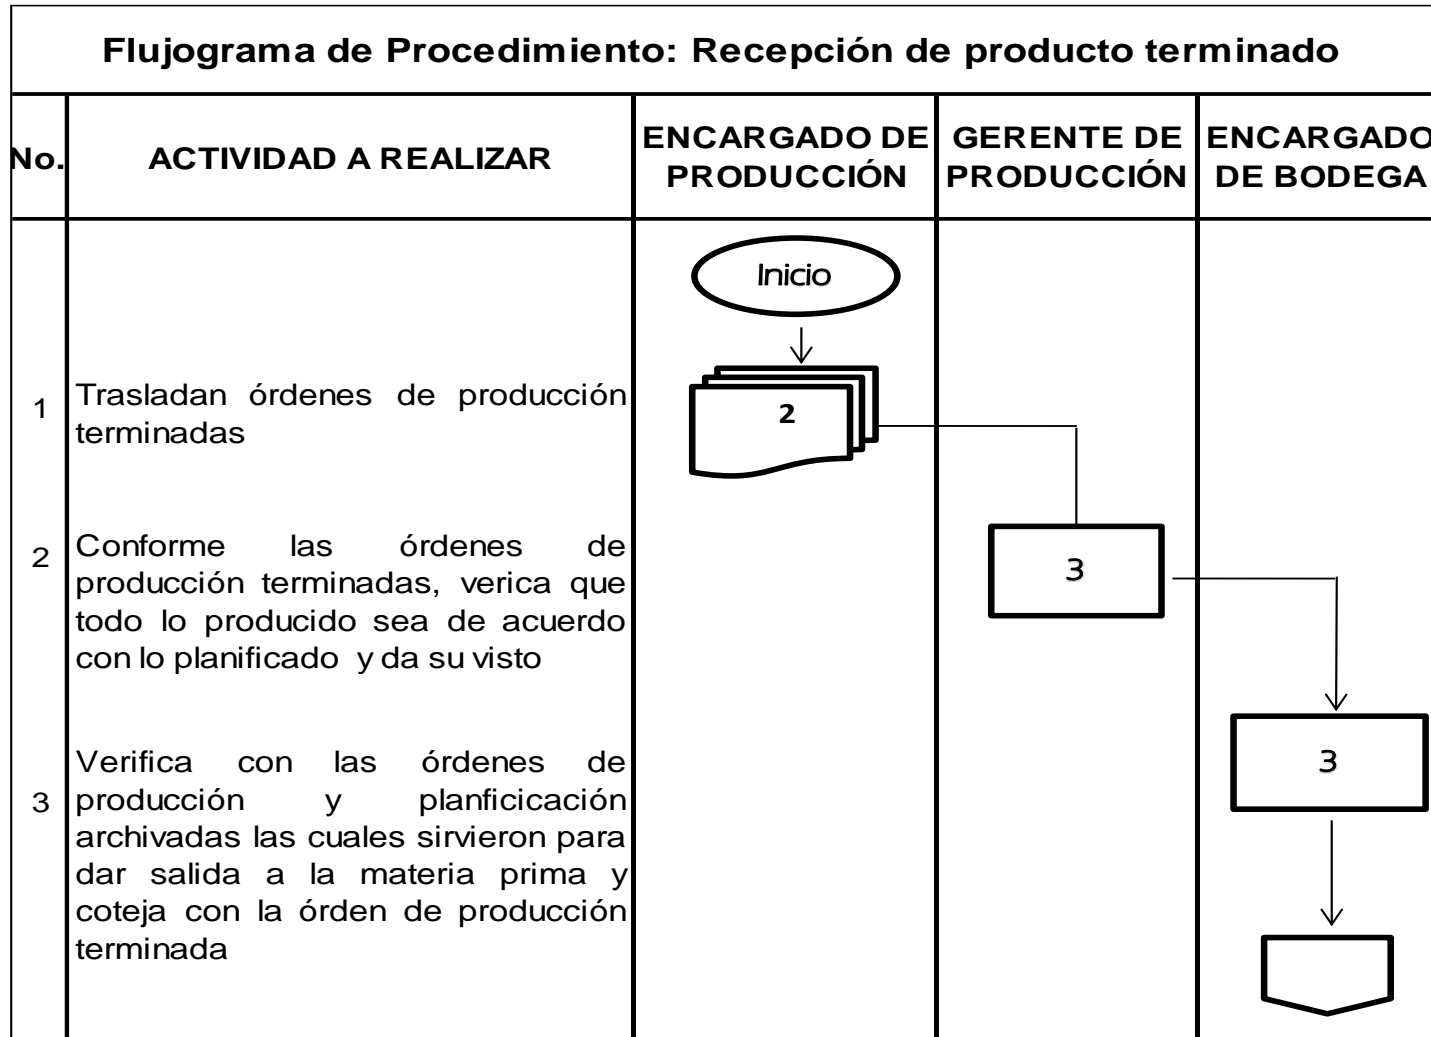 Flujograma de Procedimiento: Recepción de producto terminado
No.
ACTIVIDAD A REALIZAR
ENCARGADO DE
PRODUCCIÓN
GERENTE DE
PRODUCCIÓN
ENCARGADO
DE BODEGA
Inicio
1
Trasladan órdenes de producción
terminadas
2
2
Conforme las órdenes de
producción terminadas, verica que
todo lo producido sea de acuerdo
con lo planificado y da su visto
3
3
Verifica con las órdenes de
producción y planficicación
archivadas las cuales sirvieron para
dar salida a la materia prima y
coteja con la órden de producción
terminada
3